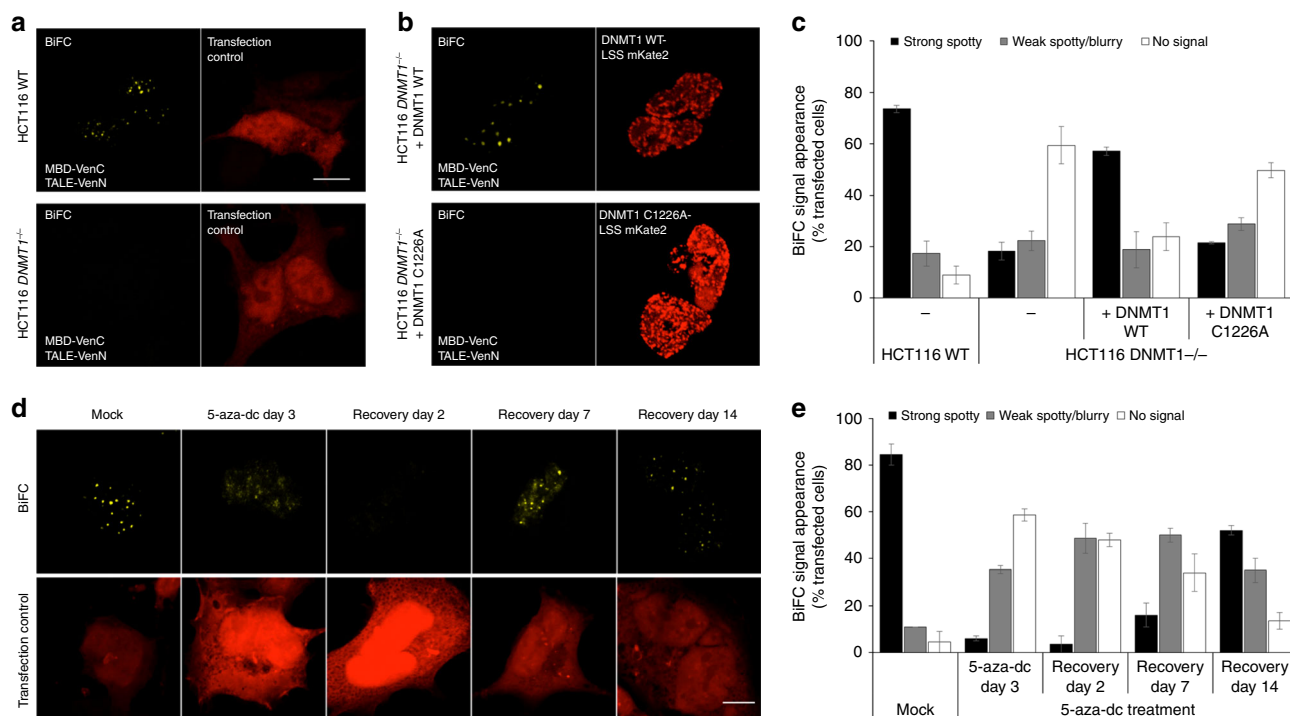 a
HCT116 WT
BiFC
MBD-VenC
TALE-VenN
Transfection
control
HCT116 DNMT1–/–
BiFC
MBD-VenC
TALE-VenN
Transfection
control
b
HCT116 DNMT1–/–
+ DNMT1 WT
BiFC
MBD-VenC
TALE-VenN
DNMT1 WT-
LSS mKate2
HCT116 DNMT1–/–
+ DNMT1 C1226A
BiFC
MBD-VenC
TALE-VenN
DNMT1 C1226A-
LSS mKate2
c
BiFC signal appearance
(% transfected cells)
Strong spotty Weak spotty/blurry No signal
100
80
60
40
20
0
– – + DNMT1 WT + DNMT1 C1226A
HCT116 WT HCT116 DNMT1–/–
d
Mock 5-aza-dc day 3 Recovery day 2 Recovery day 7 Recovery day 14
BiFC
Transfection control
e
BiFC signal appearance
(% transfected cells)
Strong spotty Weak spotty/blurry No signal
100
80
60
40
20
0
5-aza-dc Recovery Recovery Recovery
day 3 day 2 day 7 day 14
Mock 5-aza-dc treatment